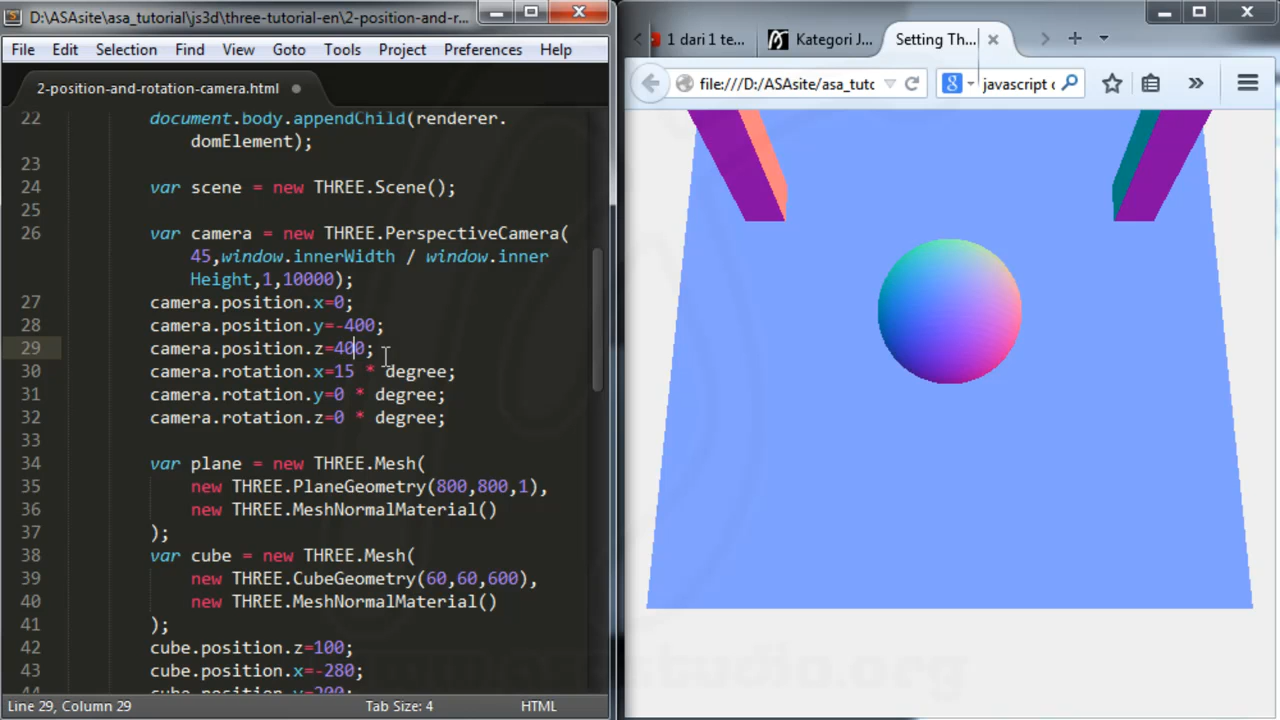 D:\ASAsite\asa_tutorial\js3d\three-tutorial-en\2-position-and-r...
File Edit Selection Find View Goto Tools Project Preferences Help
2-position-and-rotation-camera.html
22 document.body.appendChild(renderer.
domElement);
23
24 var scene = new THREE.Scene();
25
26 var camera = new THREE.PerspectiveCamera(
45,window.innerWidth / window.inner
Height,1,10000);
27 camera.position.x=0;
28 camera.position.y=-400;
29 camera.position.z=400;
30 camera.rotation.x=15 * degree;
31 camera.rotation.y=0 * degree;
32 camera.rotation.z=0 * degree;
33
34 var plane = new THREE.Mesh(
35 new THREE.PlaneGeometry(800,800,1),
36 new THREE.MeshNormalMaterial()
37 );
38 var cube = new THREE.Mesh(
39 new THREE.CubeGeometry(60,60,600),
40 new THREE.MeshNormalMaterial()
41 );
42 cube.position.z=100;
43 cube.position.x=-280;
44 cube.position.y=200;
Line 29, Column 29 Tab Size: 4 HTML
1 dari 1 te... Kategori J... Setting Th...
file:///D:/ASAsite/asa_tutc javascript c